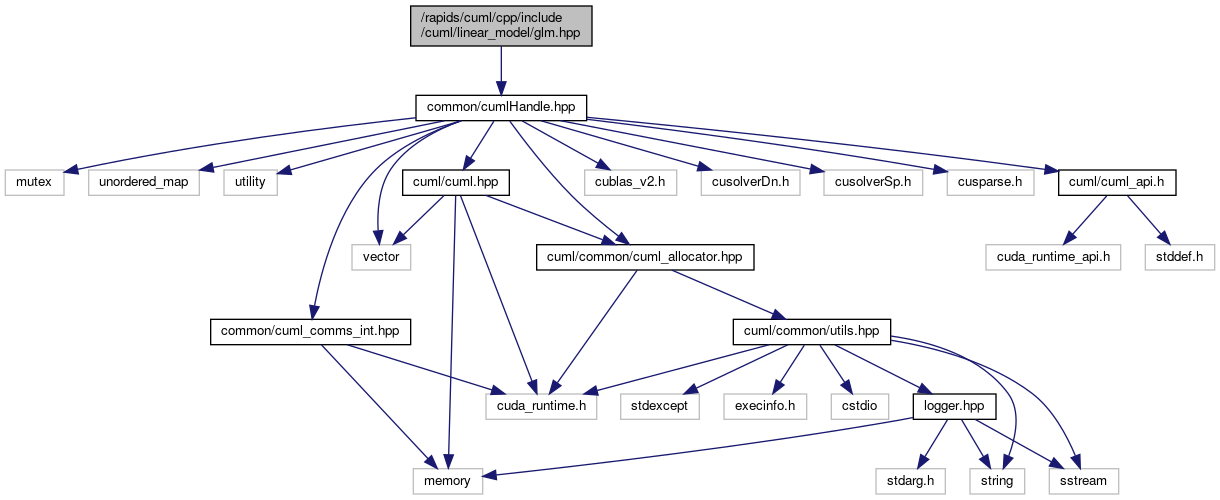 /rapids/cuml/cpp/include
/cuml/linear_model/glm.hpp
common/cumlHandle.hpp
mutex
unordered_map
utility
cuml/cuml.hpp
cublas_v2.h
cusolverDn.h
cusolverSp.h
cusparse.h
cuml/cuml_api.h
vector
cuml/common/cuml_allocator.hpp
cuda_runtime_api.h
stddef.h
common/cuml_comms_int.hpp
cuml/common/utils.hpp
cuda_runtime.h
stdexcept
execinfo.h
cstdio
logger.hpp
memory
stdarg.h
string
sstream